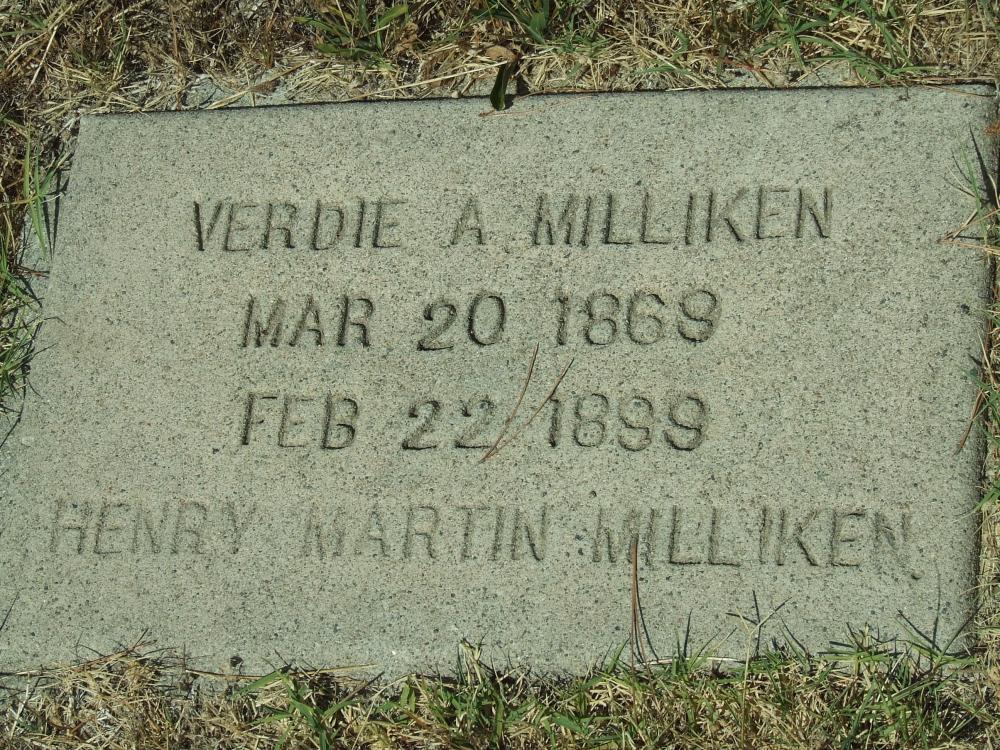 VERDIE A MILLIKEN
MAR 20 1869
FEB 22 1899
HENRY MARTIN MILLIKEN